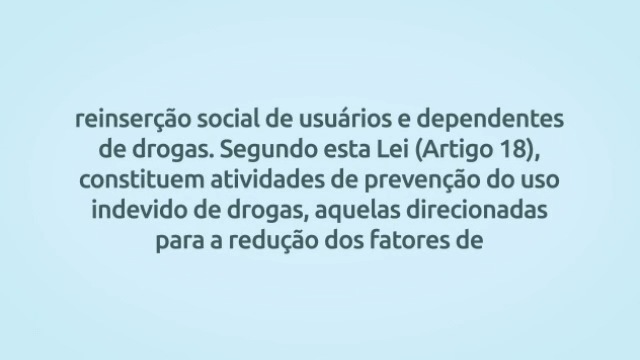 reinserção social de usuários e dependentes
de drogas. Segundo esta Lei (Artigo 18),
constituem atividades de prevenção do uso
indevido de drogas, aquelas direcionadas
para a redução dos fatores de